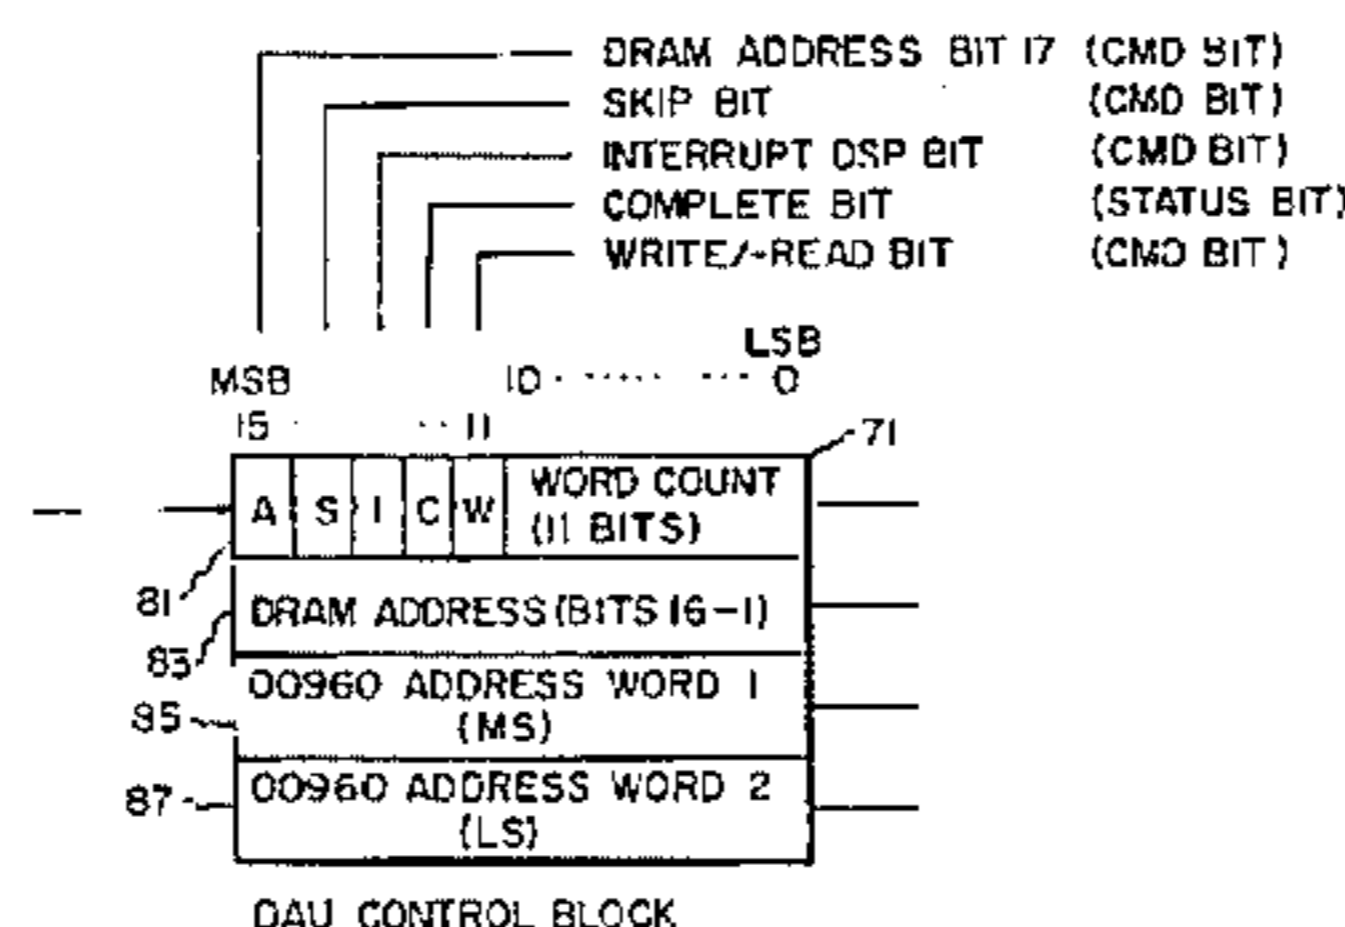 DRAM ADDRESS BIT 17 (CMD BIT)
SKIP BIT (CMD BIT)
INTERRUPT DSP BIT (CMD BIT)
COMPLETE BIT (STATUS BIT)
WRITE/-READ BIT (CMD BIT)
LSB
MSB 10 0
15 11
71
A S I C W WORD COUNT
(11 BITS)
81
DRAM ADDRESS (BITS 16-1)
83
00960 ADDRESS WORD 1
85
(MS)
87
00960 ADDRESS WORD 2
(LS)
DAU CONTROL BLOCK